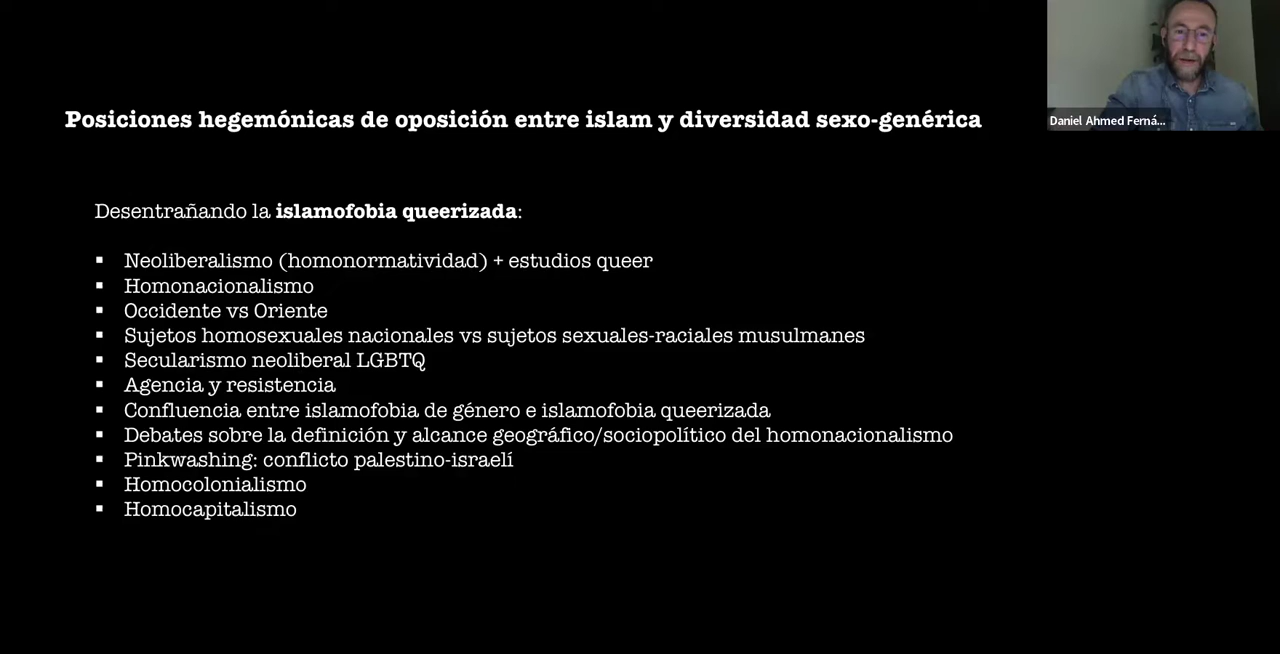 Posiciones hegemónicas de oposición entre islam y diversidad sexo-genérica
Daniel Ahmed Ferná...
Desentrañando la islamofobia queerizada:
▪ Neoliberalismo (homonormatividad) + estudios queer
▪ Homonacionalismo
▪ Occidente vs Oriente
▪ Sujetos homosexuales nacionales vs sujetos sexuales-raciales musulmanes
▪ Secularismo neoliberal LGBTQ
▪ Agencia y resistencia
▪ Confluencia entre islamofobia de género e islamofobia queerizada
▪ Debates sobre la definición y alcance geográfico/sociopolítico del homonacionalismo
▪ Pinkwashing: conflicto palestino-israelí
▪ Homocolonialismo
▪ Homocapitalismo